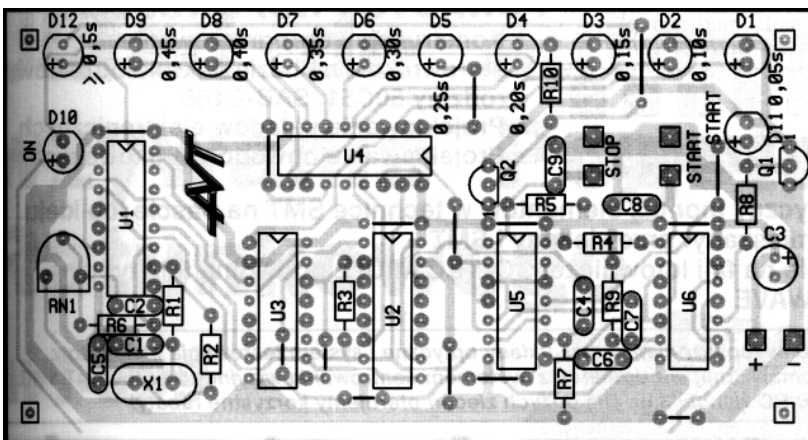 D12 D9 D8 D7 D6 D5 D4 D3 D2 D1
≥ 0,5s 0,45s 0,40s 0,35s 0,30s 0,25s 0,20s 0,15s 0,10s 0,05s
D10
ON
AVT
U4
R10
Q2
C9
STOP
START
START
D11
Q1
U1
R5
C8
R8
R4
C3
RN1
C2
R1
U3
R3
U2
U5
C4
R9
C7
U6
R6
C1
C5
R2
X1
R7
C6
+ -